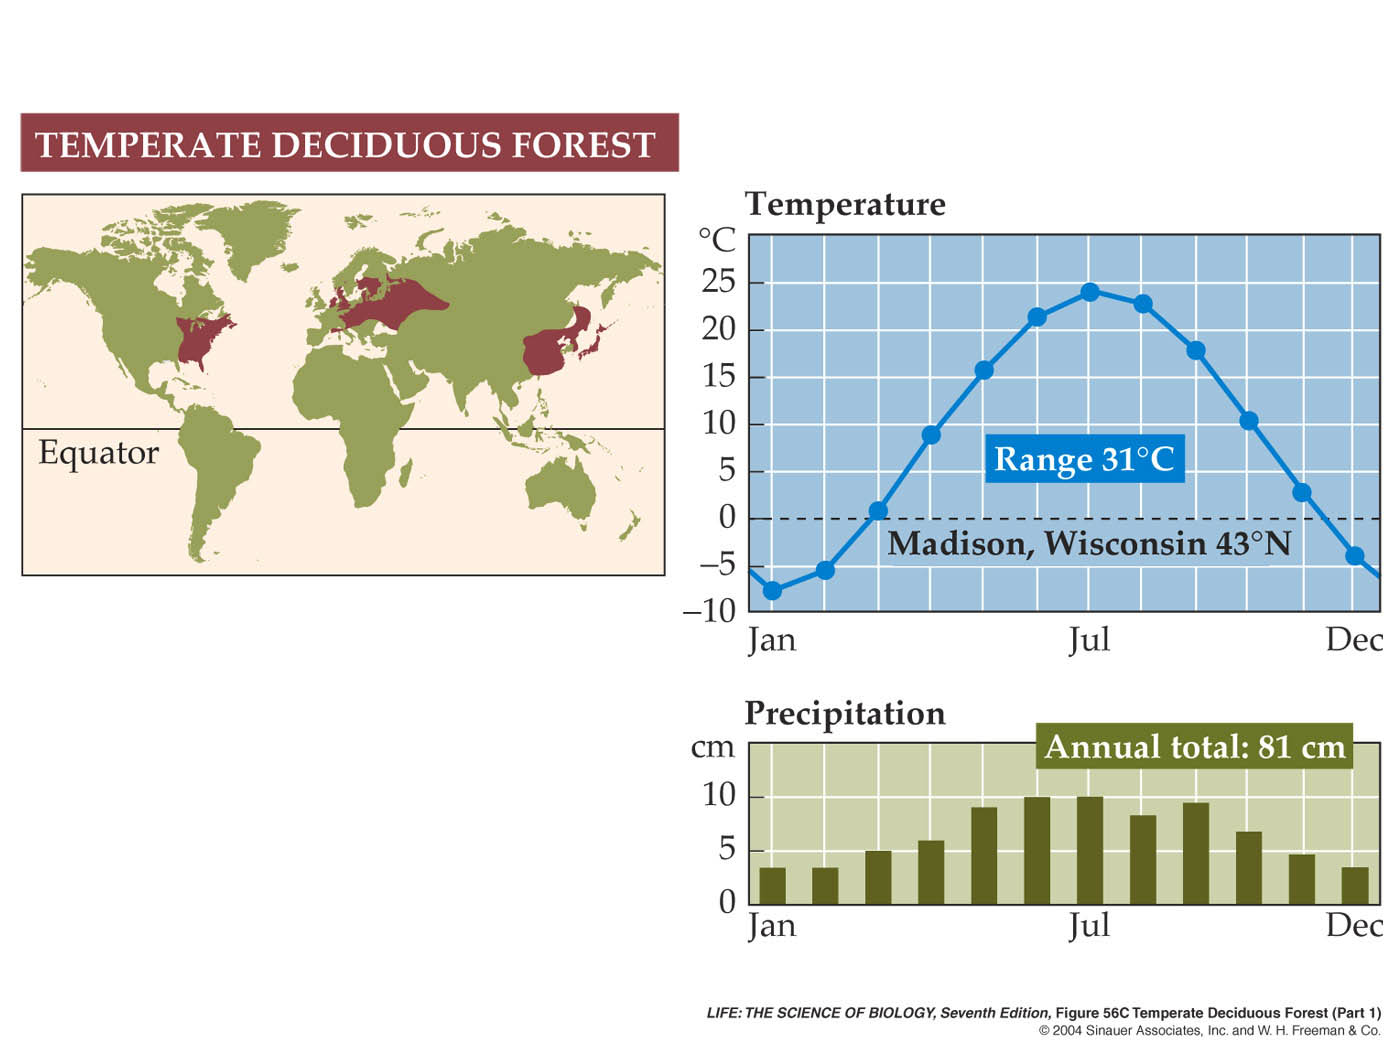 TEMPERATE DECIDUOUS FOREST
Equator
Temperature
°C
25
20
15
10
5
0
–5
–10
Range 31°C
Madison, Wisconsin 43°N
Jan Jul Dec
Precipitation
cm
Annual total: 81 cm
10
5
0
Jan Jul Dec
LIFE: THE SCIENCE OF BIOLOGY, Seventh Edition, Figure 56C Temperate Deciduous Forest (Part 1)
© 2004 Sinauer Associates, Inc. and W. H. Freeman & Co.